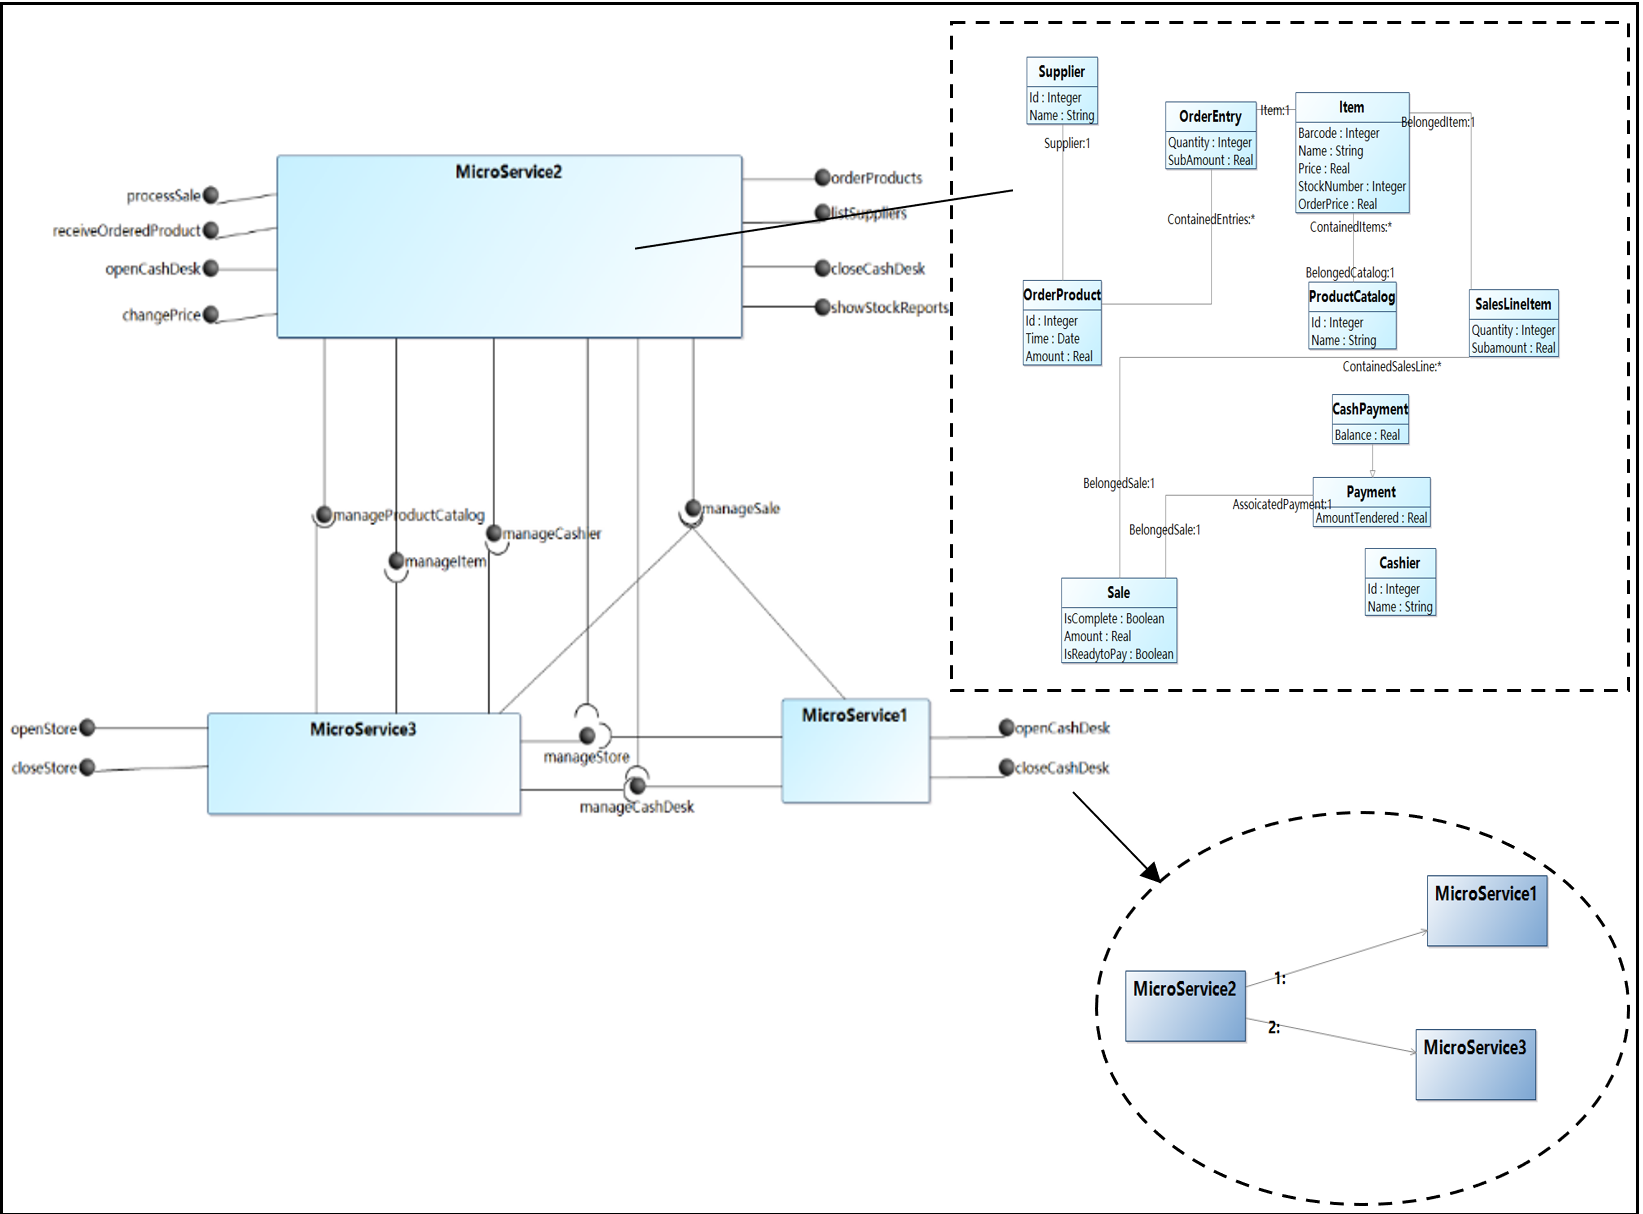 MicroService2
processSale
receiveOrderedProduct
openCashDesk
changePrice
orderProducts
listSuppliers
closeCashDesk
showStockReports
manageProductCatalog
manageItem
manageCashier
manageSale
MicroService3
openStore
closeStore
manageStore
manageCashDesk
MicroService1
openCashDesk
closeCashDesk
Supplier
Id : Integer
Name : String
Supplier:1
OrderEntry
Quantity : Integer
SubAmount : Real
Item:1
Item
Barcode : Integer
Name : String
Price : Real
StockNumber : Integer
OrderPrice : Real
BelongedItem:1
ContainedEntries:*
ContainedItems:*
BelongedCatalog:1
OrderProduct
Id : Integer
Time : Date
Amount : Real
ProductCatalog
Id : Integer
Name : String
SalesLineItem
Quantity : Integer
Subamount : Real
ContainedSalesLine:*
CashPayment
Balance : Real
BelongedSale:1
Payment
AmountTendered : Real
AssoicatedPayment:1
BelongedSale:1
Cashier
Id : Integer
Name : String
Sale
IsComplete : Boolean
Amount : Real
IsReadytoPay : Boolean
MicroService1
MicroService2
1:
2:
MicroService3